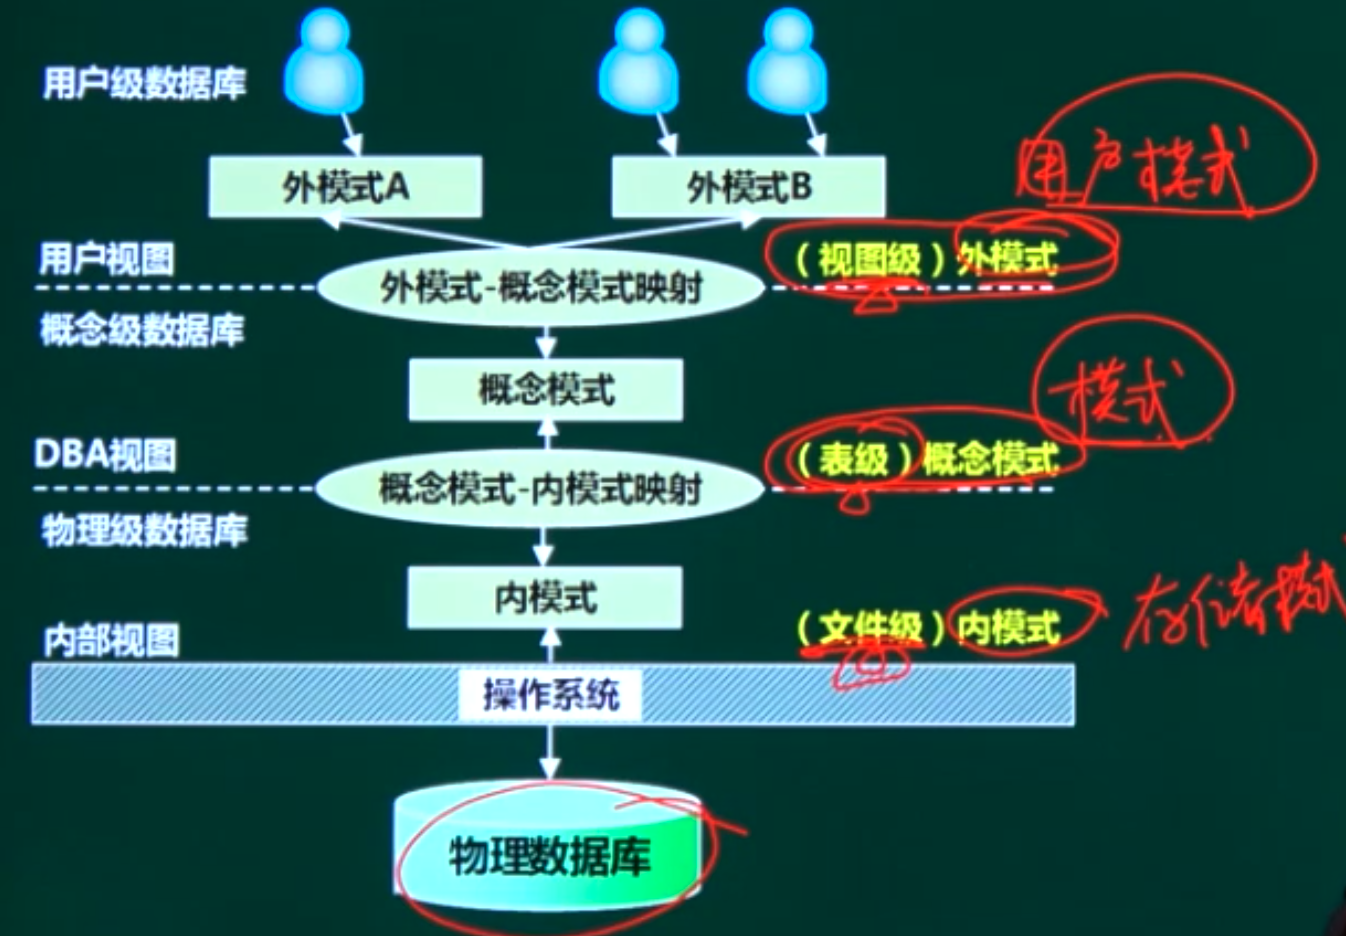 用户级数据库
外模式A
外模式B
用户模式
用户视图
外模式-概念模式映射
（视图级）外模式
概念级数据库
概念模式
模式
DBA视图
概念模式-内模式映射
（表级）概念模式
物理级数据库
内模式
存储模式
内部视图
（文件级）内模式
操作系统
物理数据库